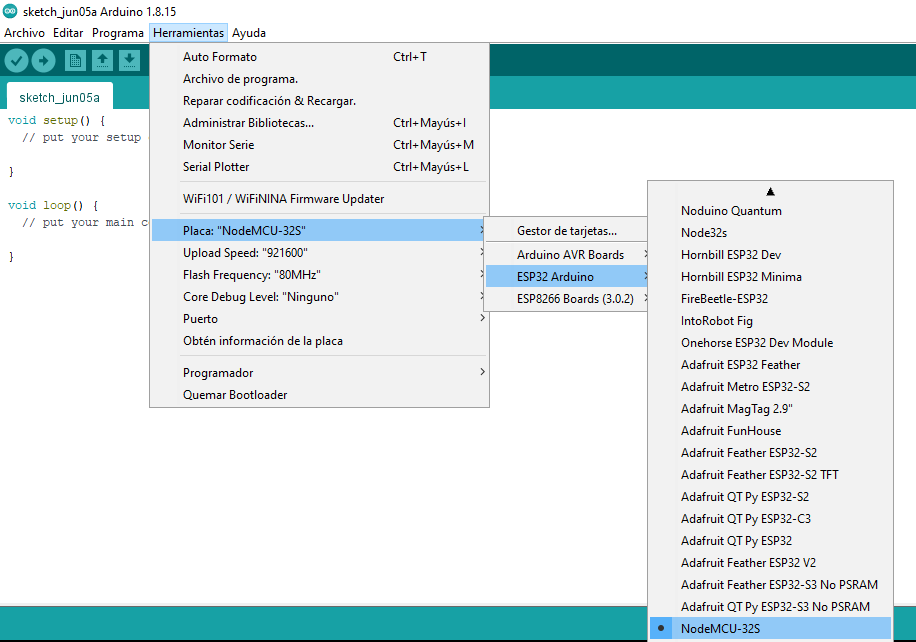 sketch_jun05a Arduino 1.8.15
Archivo Editar Programa Herramientas Ayuda
sketch_jun05a
void setup() {
// put your setup
}
void loop() {
// put your main
}
Auto Formato Ctrl+T
Archivo de programa.
Reparar codificación & Recargar.
Administrar Bibliotecas... Ctrl+Mayús+I
Monitor Serie Ctrl+Mayús+M
Serial Plotter Ctrl+Mayús+L
WiFi101 / WiFiNINA Firmware Updater
Placa: "NodeMCU-32S"
Upload Speed: "921600"
Flash Frequency: "80MHz"
Core Debug Level: "Ninguno"
Puerto
Obtén información de la placa
Programador
Quemar Bootloader
Gestor de tarjetas...
Arduino AVR Boards
ESP32 Arduino
ESP8266 Boards (3.0.2)
Noduino Quantum
Node32s
Hornbill ESP32 Dev
Hornbill ESP32 Minima
FireBeetle-ESP32
IntoRobot Fig
Onehorse ESP32 Dev Module
Adafruit ESP32 Feather
Adafruit Metro ESP32-S2
Adafruit MagTag 2.9"
Adafruit FunHouse
Adafruit Feather ESP32-S2
Adafruit Feather ESP32-S2 TFT
Adafruit QT Py ESP32-S2
Adafruit QT Py ESP32-C3
Adafruit QT Py ESP32
Adafruit Feather ESP32 V2
Adafruit Feather ESP32-S3 No PSRAM
Adafruit QT Py ESP32-S3 No PSRAM
NodeMCU-32S